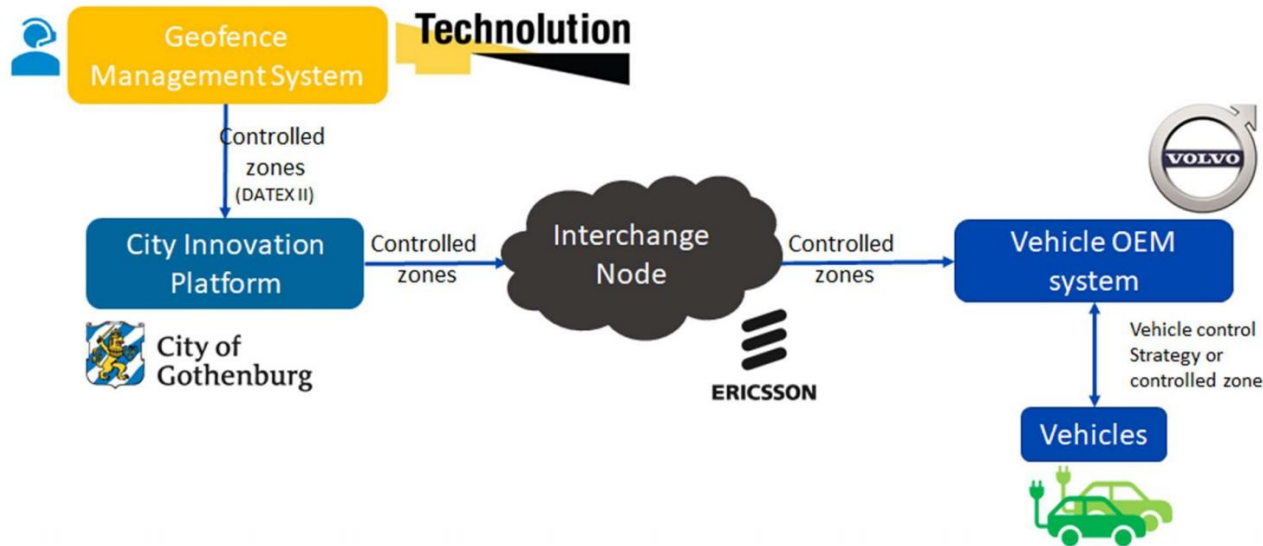 Geofence
Management System
Technolution
Controlled
zones
(DATEX II)
VOLVO
City Innovation
Platform
Controlled
zones
Interchange
Node
Controlled
zones
Vehicle OEM
system
City of
Gothenburg
ERICSSON
Vehicle control
Strategy or
controlled zone
Vehicles